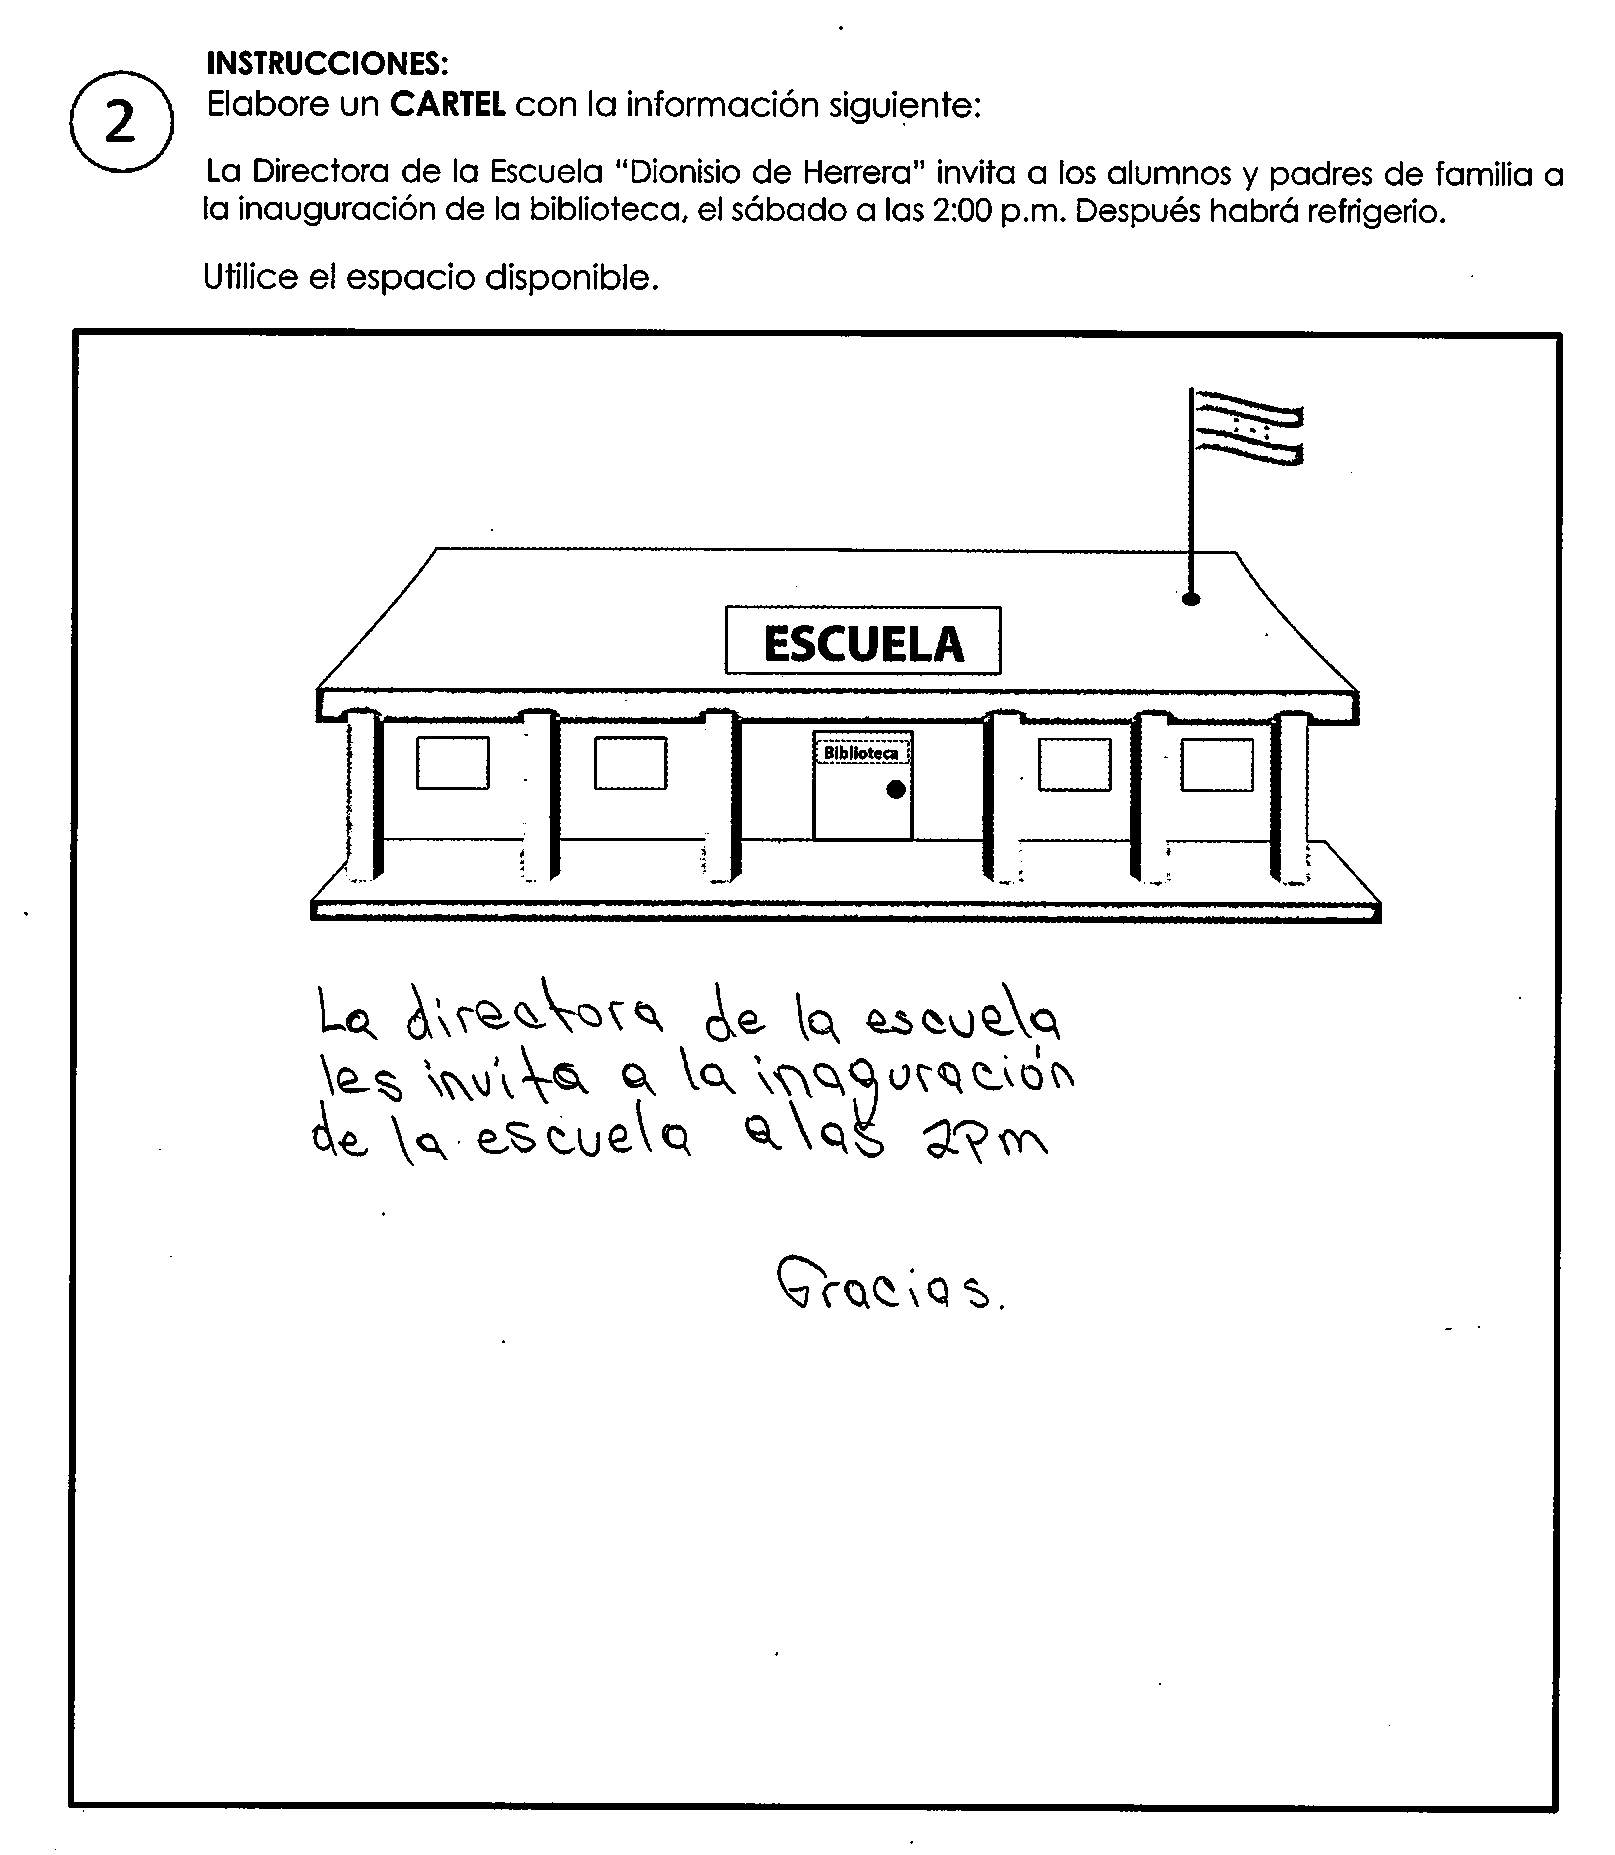 INSTRUCCIONES:
2
Elabore un CARTEL con la información siguiente:
La Directora de la Escuela "Dionisio de Herrera" invita a los alumnos y padres de familia a
la inauguración de la biblioteca, el sábado a las 2:00 p.m. Después habrá refrigerio.
Utilice el espacio disponible.
ESCUELA
Biblioteca
La directora de la escuela
les invita a la inaguración
de la escuela a las 2Pm
Gracias.